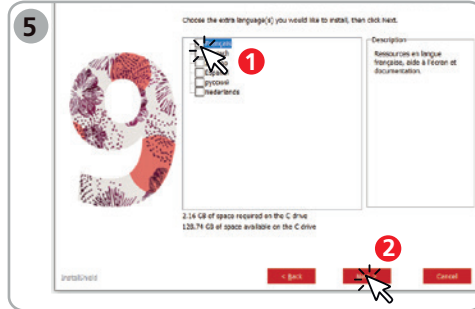 5
Choose the extra language(s) you would like to install, then click Next.
Description
Ressources en langue
française, aide à l'écran et
documentation.
1
русский
Nederlands
2.16 GB of space required on the C drive
128.74 GB of space available on the C drive
2
InstallShield
< Back
Cancel